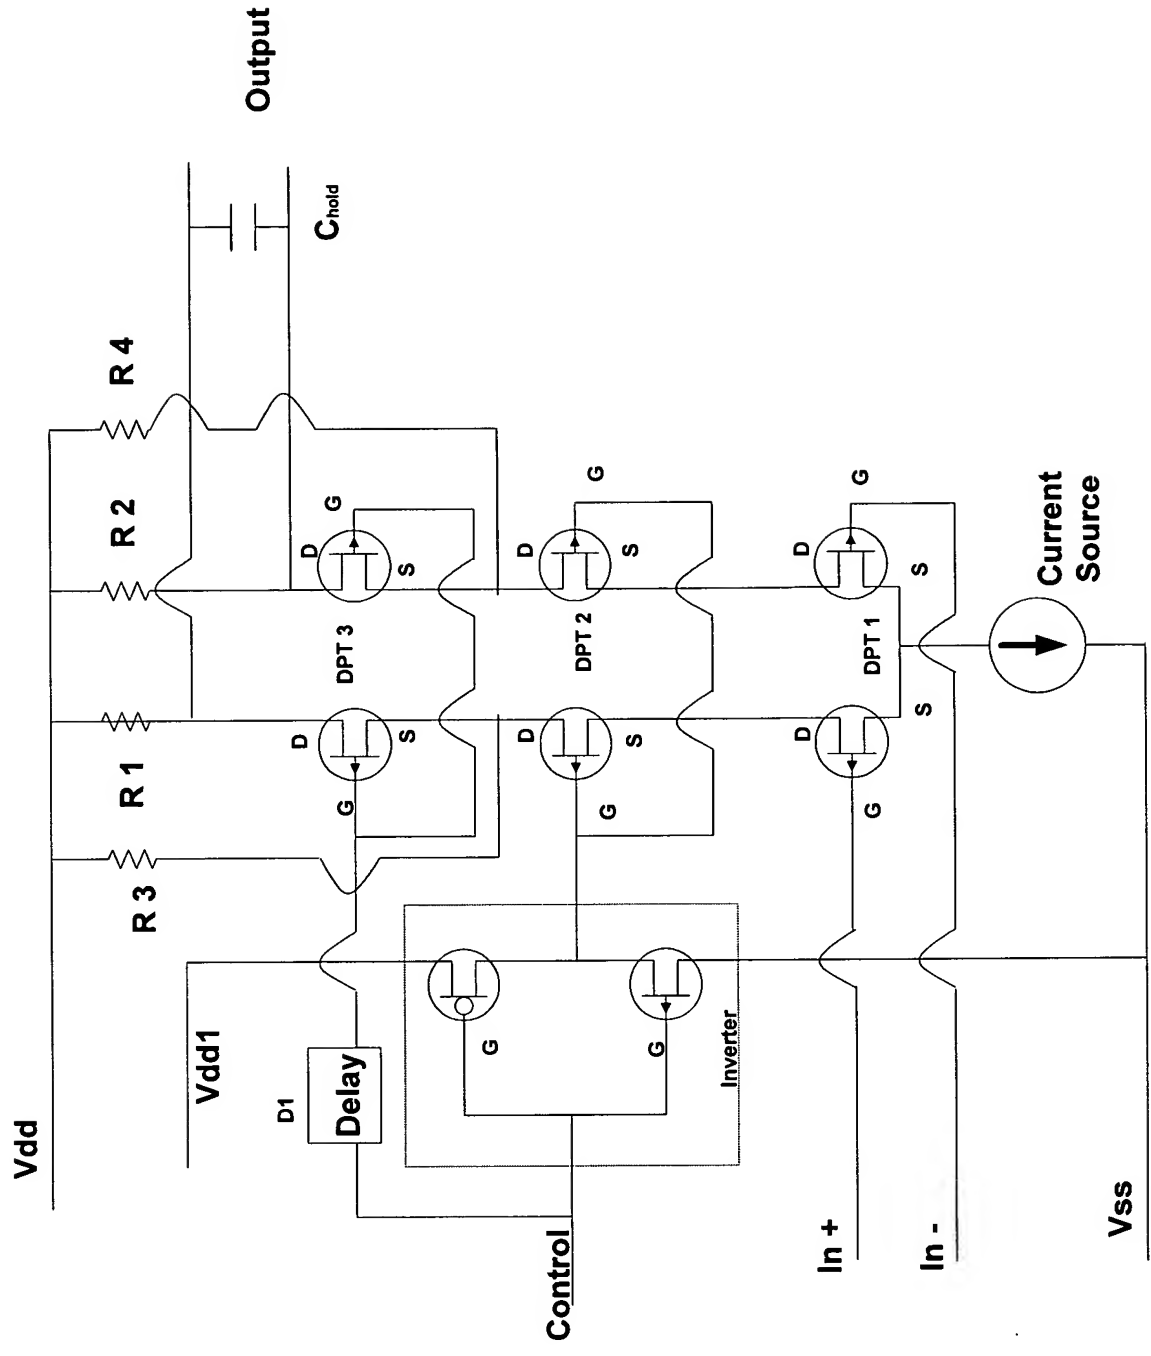 Output
Chold
R 4
R 2
R 1
R 3
Vdd
Vdd1
D1
Delay
Control
Inverter
G
G
DPT 3
D
G
S
D
G
S
DPT 2
D
G
S
D
G
S
DPT 1
D
G
S
D
G
S
In +
In -
Vss
Current
Source